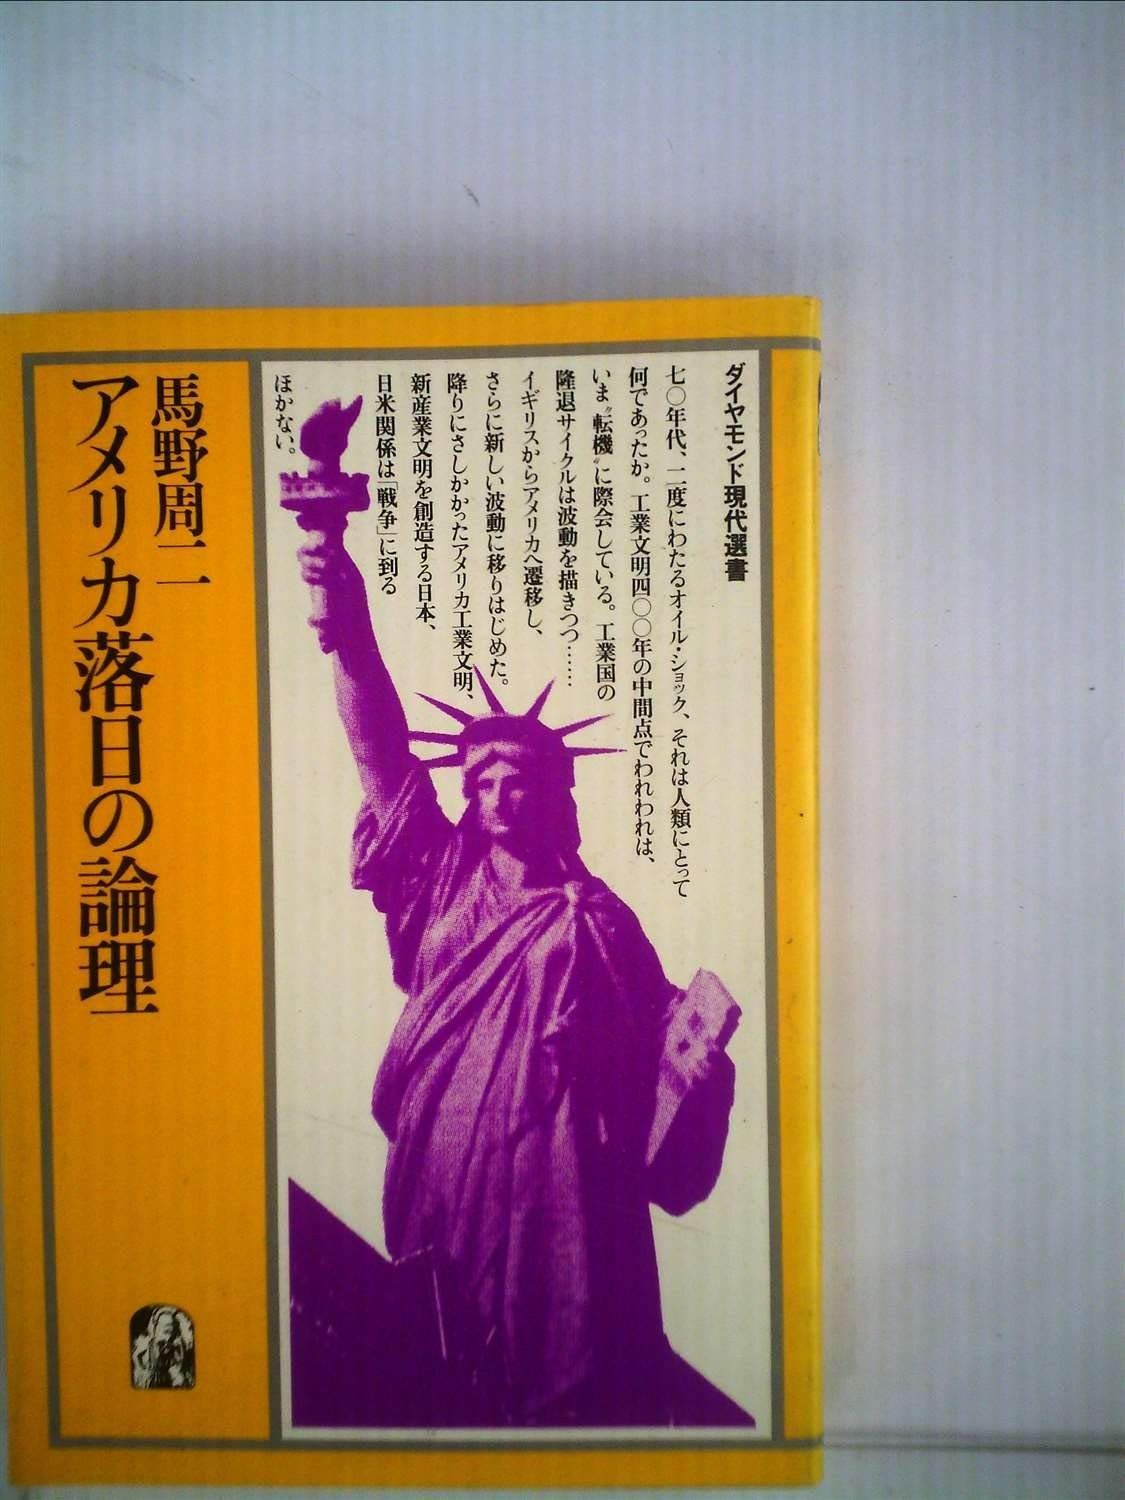 ダイヤモンド現代選書
七〇年代、二度にわたるオイル・ショック、それは人類にとって
何であったか。工業文明四〇〇年の中間点でわれわれは、
いま〝転機〟に際会している。工業国の
隆退サイクルは波動を描きつつ……
イギリスからアメリカへ遷移し、
さらに新しい波動に移りはじめた。
降りにさしかかったアメリカ工業文明、
新産業文明を創造する日本、
日米関係は「戦争」に到る
ほかない。
馬野周二
アメリカ落日の論理